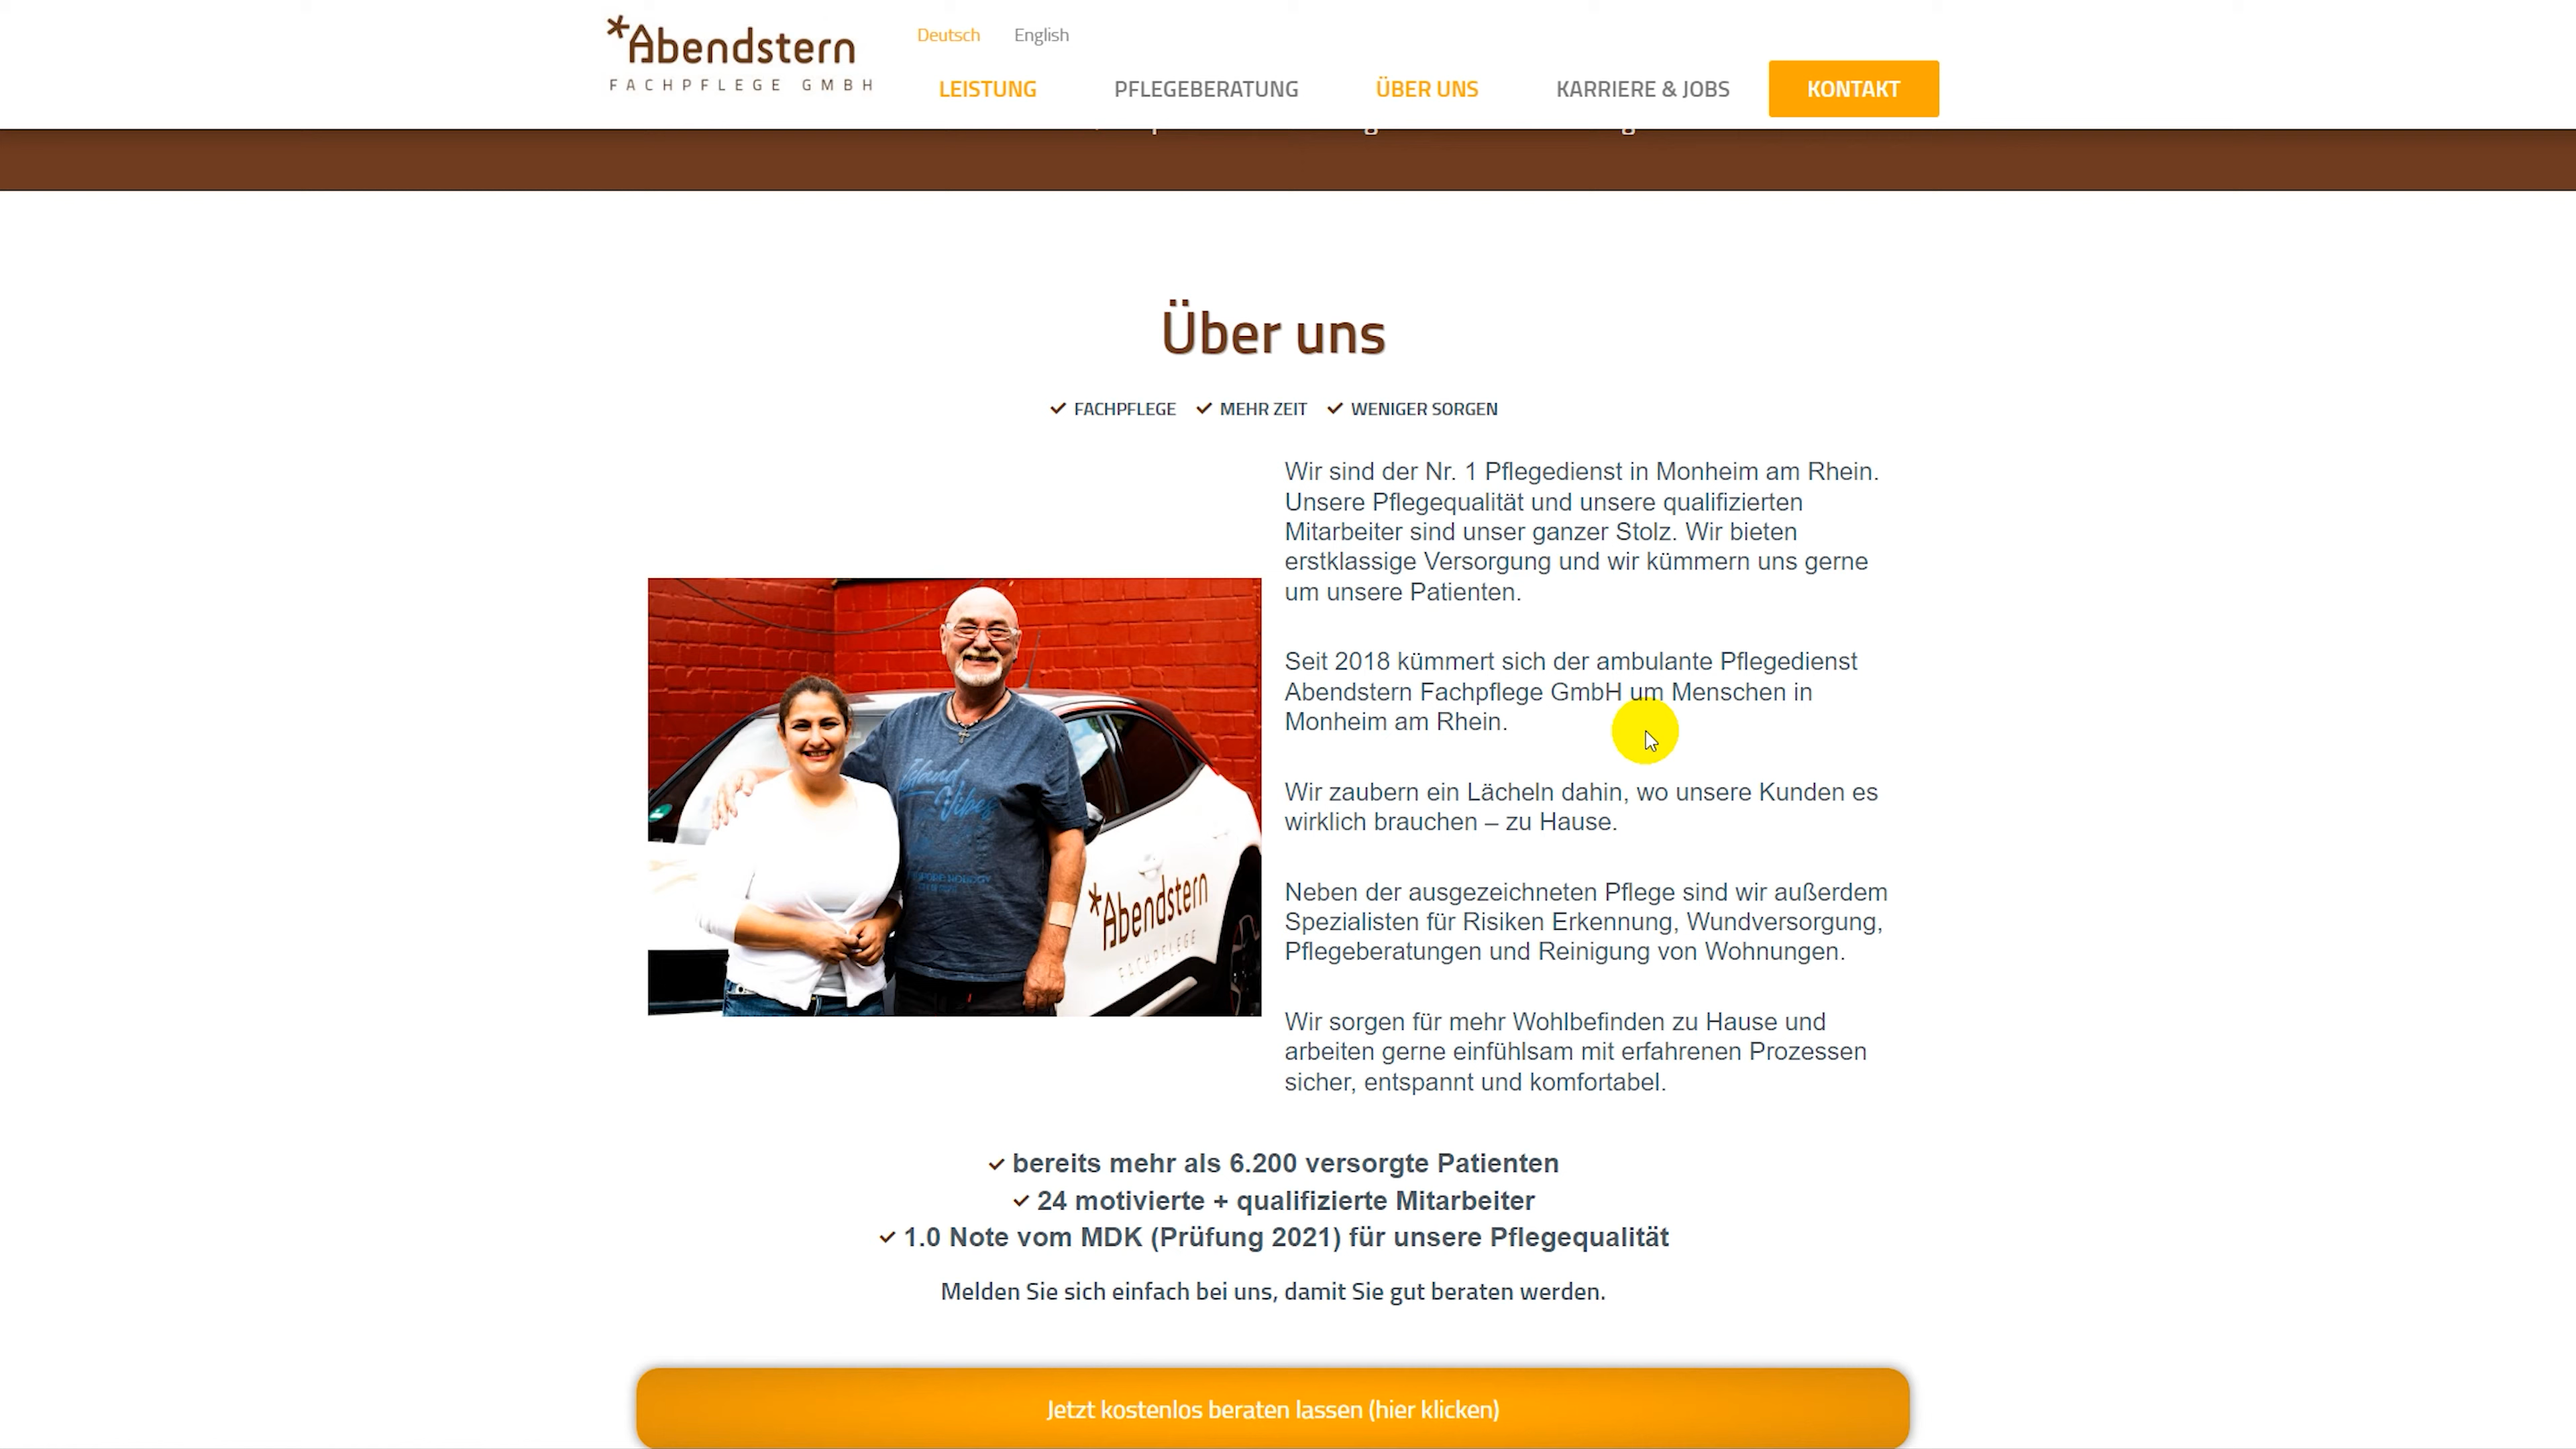 *Abendstern
FACHPFLEGE GMBH
Deutsch English
LEISTUNG PFLEGEBERATUNG ÜBER UNS KARRIERE & JOBS KONTAKT
Über uns
FACHPFLEGE MEHR ZEIT WENIGER SORGEN
Wir sind der Nr. 1 Pflegedienst in Monheim am Rhein.
Unsere Pflegequalität und unsere qualifizierten
Mitarbeiter sind unser ganzer Stolz. Wir bieten
erstklassige Versorgung und wir kümmern uns gerne
um unsere Patienten.
Seit 2018 kümmert sich der ambulante Pflegedienst
Abendstern Fachpflege GmbH um Menschen in
Monheim am Rhein.
Wir zaubern ein Lächeln dahin, wo unsere Kunden es
wirklich brauchen – zu Hause.
Neben der ausgezeichneten Pflege sind wir außerdem
Spezialisten für Risiken Erkennung, Wundversorgung,
Pflegeberatungen und Reinigung von Wohnungen.
Wir sorgen für mehr Wohlbefinden zu Hause und
arbeiten gerne einfühlsam mit erfahrenen Prozessen
sicher, entspannt und komfortabel.
Island
Vibes
*Abendstern
FACHPFLEGE
bereits mehr als 6.200 versorgte Patienten
24 motivierte + qualifizierte Mitarbeiter
1.0 Note vom MDK (Prüfung 2021) für unsere Pflegequalität
Melden Sie sich einfach bei uns, damit Sie gut beraten werden.
Jetzt kostenlos beraten lassen (hier klicken)